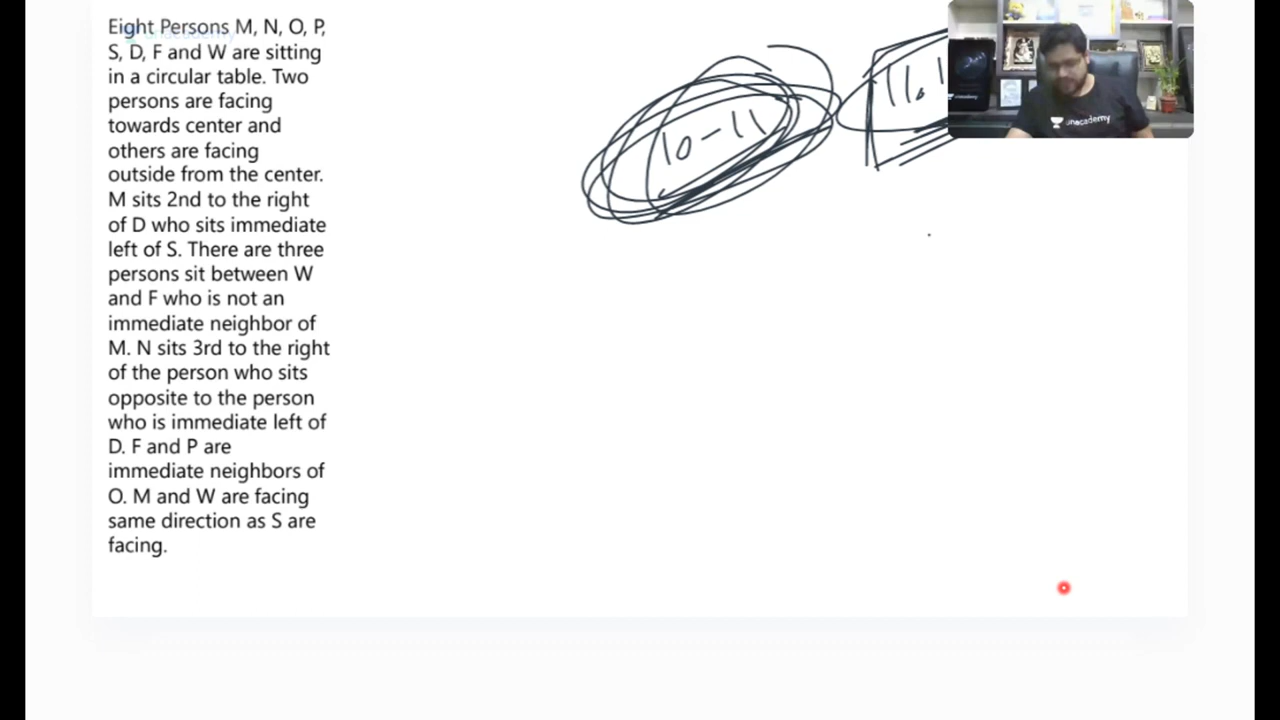 Eight Persons M, N, O, P,
S, D, F and W are sitting
in a circular table. Two
persons are facing
towards center and
others are facing
outside from the center.
M sits 2nd to the right
of D who sits immediate
left of S. There are three
persons sit between W
and F who is not an
immediate neighbor of
M. N sits 3rd to the right
of the person who sits
opposite to the person
who is immediate left of
D. F and P are
immediate neighbors of
O. M and W are facing
same direction as S are
facing.
unacademy
10-11
unacademy
unacademy